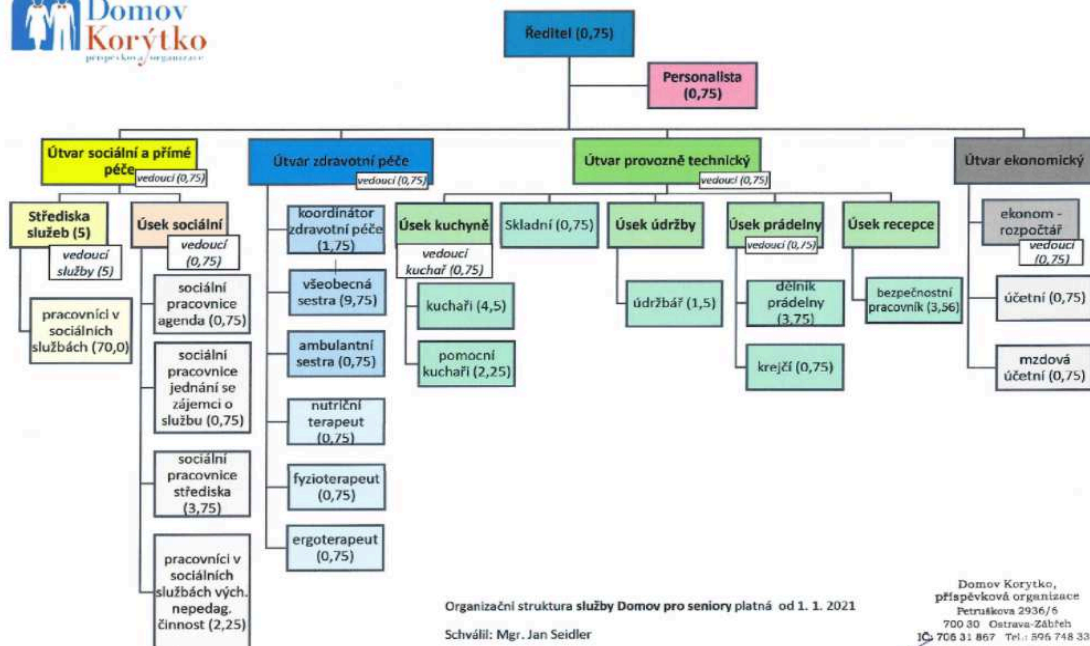 Domov
Korýtko
příspěvková organizace
Ředitel (0,75)
Personalista
(0,75)
Útvar sociální a přímé
péče
vedoucí (0,75)
Útvar zdravotní péče
vedoucí (0,75)
Útvar provozně technický
vedoucí (0,75)
Útvar ekonomický
Střediska
služeb (5)
vedoucí
služby (5)
pracovníci v
sociálních
službách (70,0)
Úsek sociální
vedoucí
(0,75)
sociální
pracovnice
agenda (0,75)
sociální
pracovnice
jednání se
zájemci o
službu (0,75)
sociální
pracovnice
střediska
(3,75)
pracovníci v
sociálních
službách vých.
nepedag.
činnost (2,25)
koordinátor
zdravotní péče
(1,75)
všeobecná
sestra (9,75)
ambulantní
sestra (0,75)
nutriční
terapeut
(0,75)
fyzioterapeut
(0,75)
ergoterapeut
(0,75)
Úsek kuchyně
vedoucí
kuchař (0,75)
kuchaři (4,5)
pomocní
kuchaři (2,25)
Skladní (0,75)
Úsek údržby
údržbář (1,5)
Úsek prádelny
vedoucí (0,75)
dělník
prádelny
(3,75)
krejčí (0,75)
Úsek recepce
bezpečnostní
pracovník (3,56)
ekonom -
rozpočtář
vedoucí
(0,75)
účetní (0,75)
mzdová
účetní (0,75)
Organizační struktura služby Domov pro seniory platná od 1. 1. 2021
Schválil: Mgr. Jan Seidler
Domov Korytko,
příspěvková organizace
Petruškova 2936/6
700 30 Ostrava-Zábřeh
IČ: 706 31 867 Tel.: 596 748 33